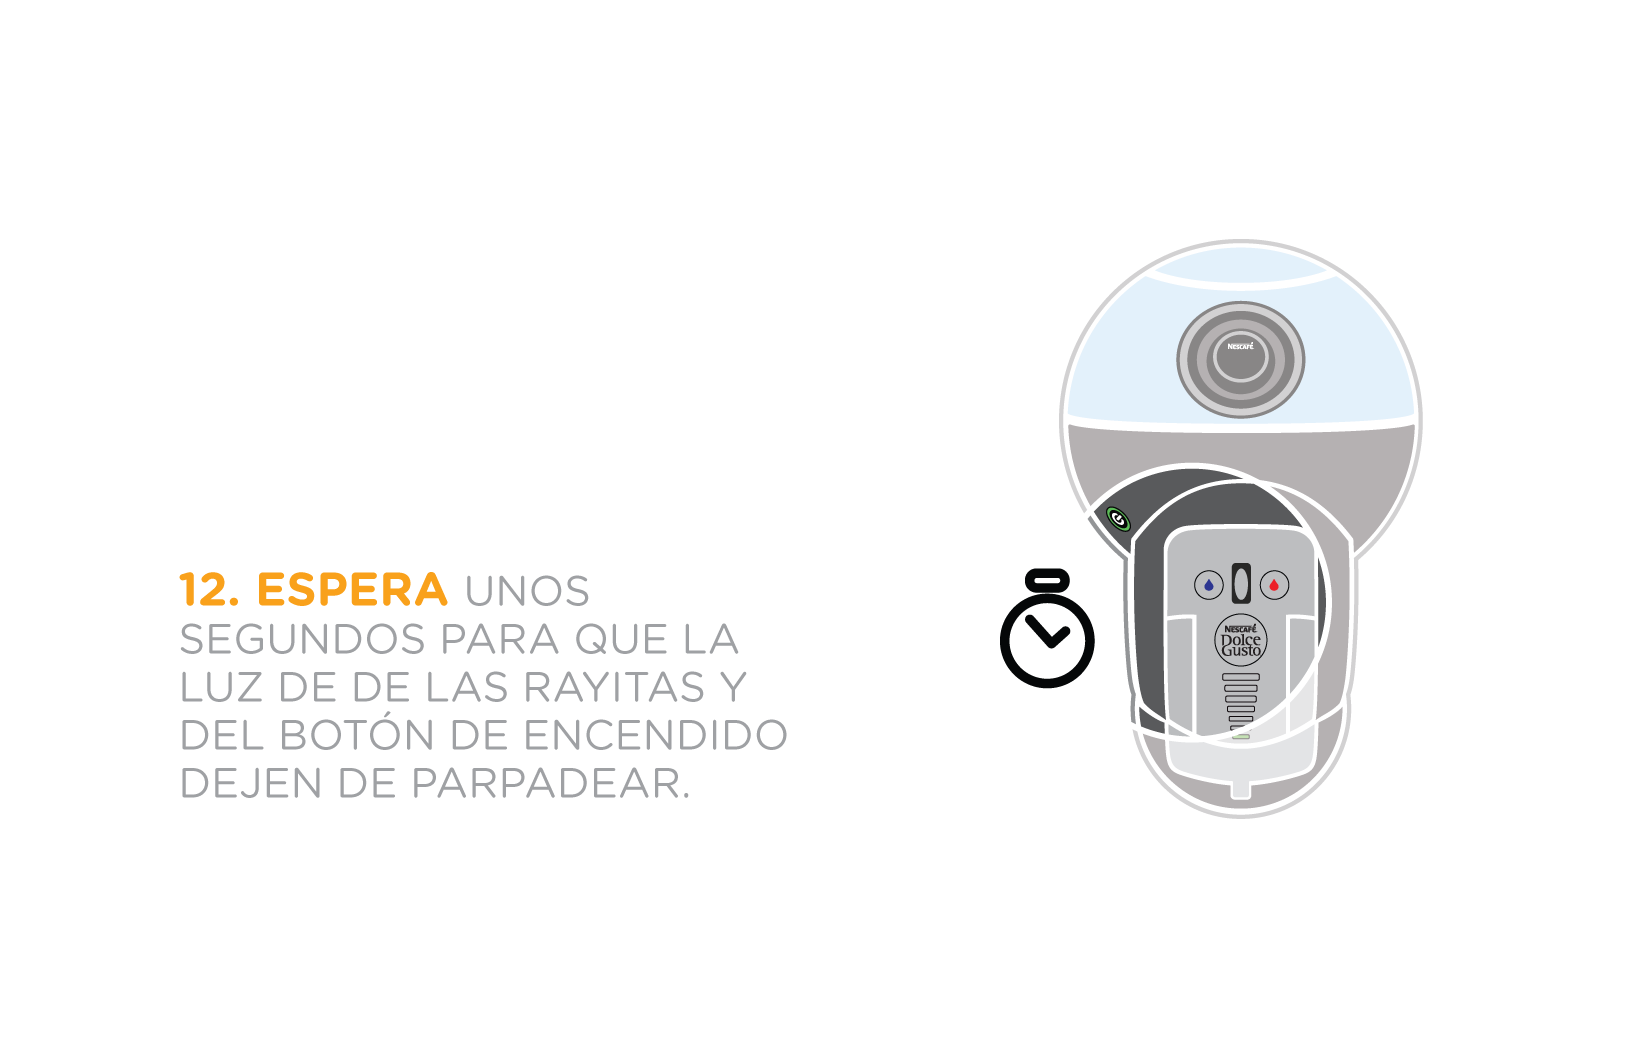 12. ESPERA UNOS
SEGUNDOS PARA QUE LA
LUZ DE DE LAS RAYITAS Y
DEL BOTÓN DE ENCENDIDO
DEJEN DE PARPADEAR.
NESCAFÉ
NESCAFÉ
Dolce
Gusto